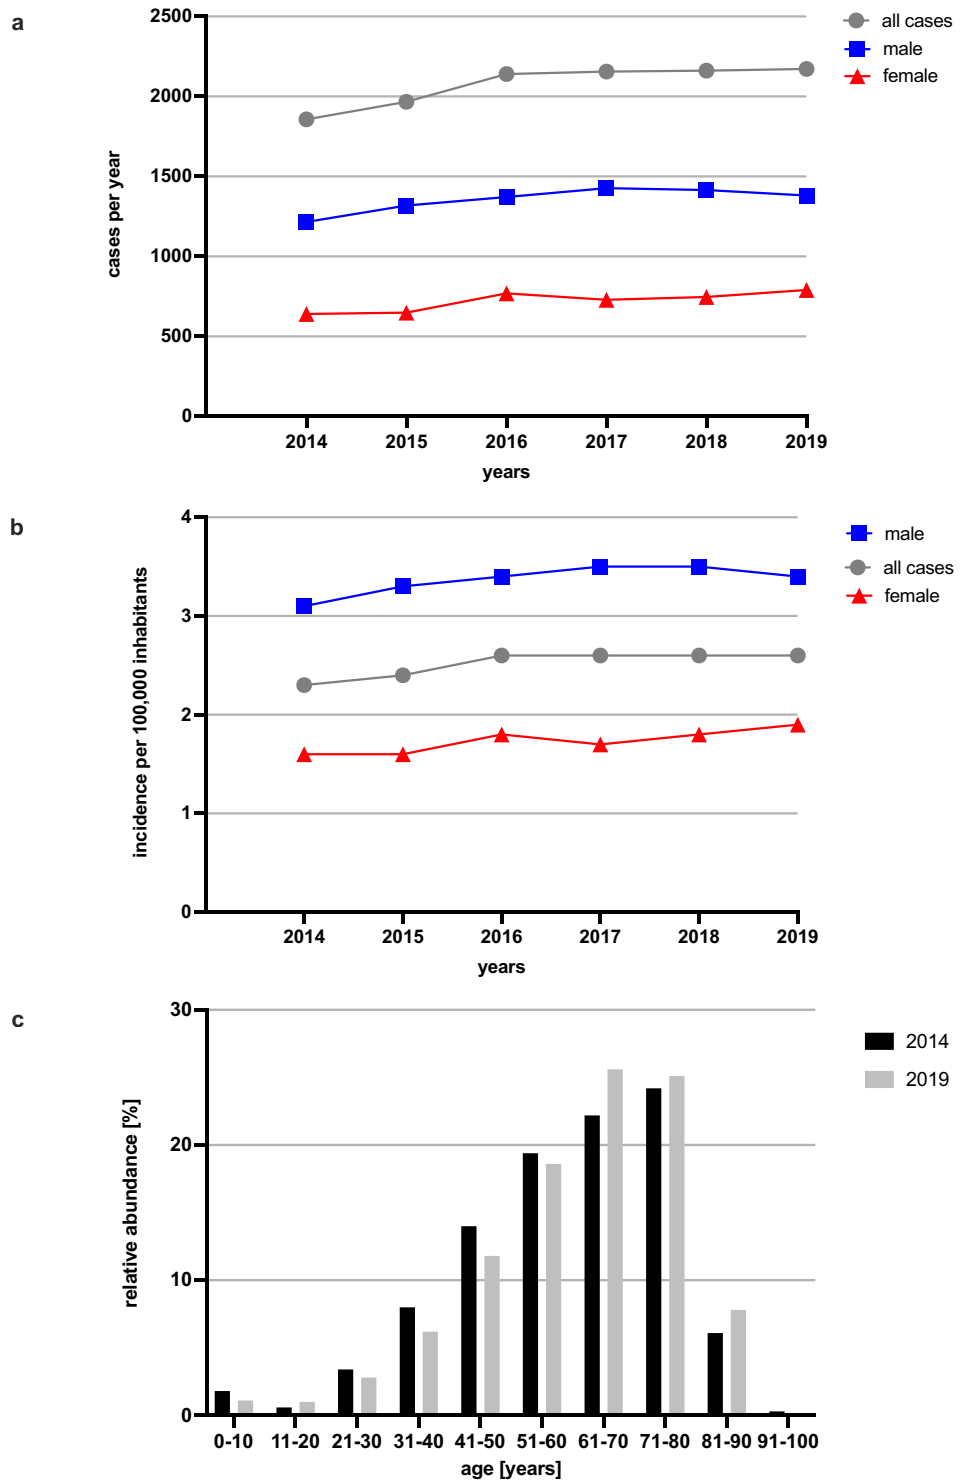 a
2500
2000
1500
1000
500
0
cases per year
2014 2015 2016 2017 2018 2019
years
all cases
male
female
b
4
3
2
1
0
incidence per 100,000 inhabitants
2014 2015 2016 2017 2018 2019
years
male
all cases
female
c
30
20
10
0
relative abundance [%]
0-10 11-20 21-30 31-40 41-50 51-60 61-70 71-80 81-90 91-100
age [years]
2014
2019